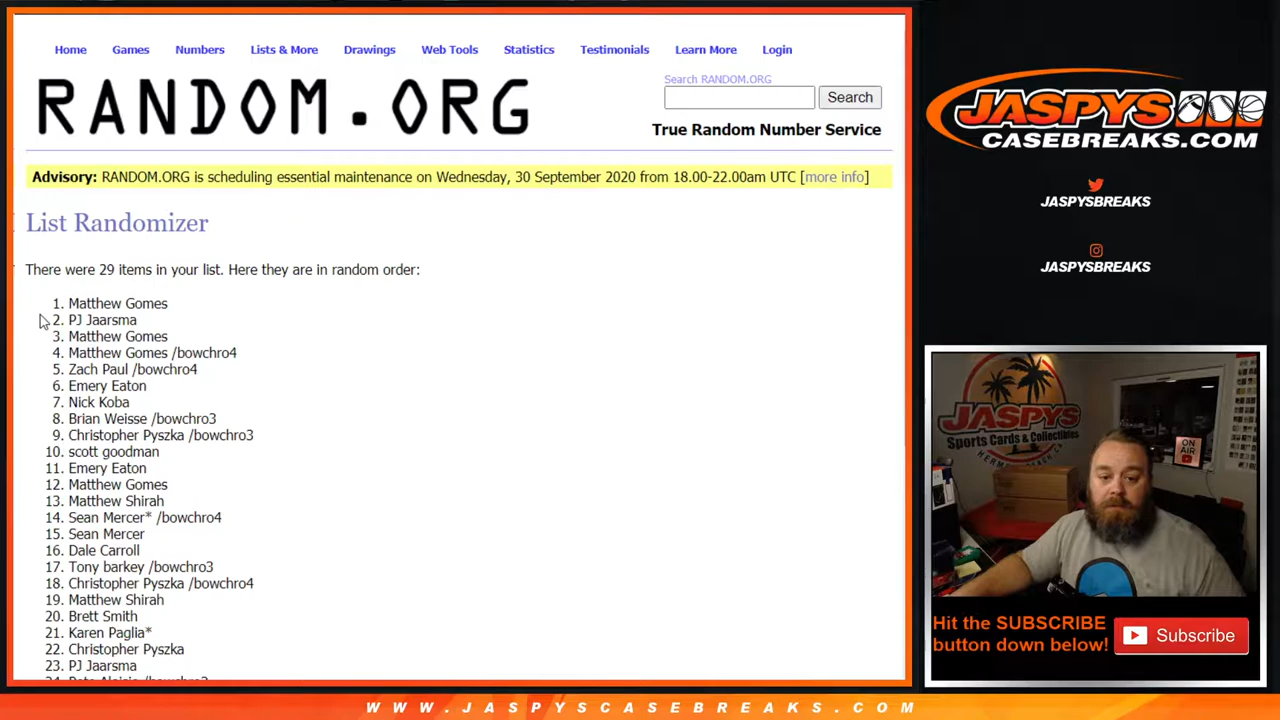 Home Games Numbers Lists & More Drawings Web Tools Statistics Testimonials Learn More Login
RANDOM.ORG
Search RANDOM.ORG
Search
True Random Number Service
Advisory: RANDOM.ORG is scheduling essential maintenance on Wednesday, 30 September 2020 from 18.00-22.00am UTC [more info]
List Randomizer
There were 29 items in your list. Here they are in random order:
1. Matthew Gomes
2. PJ Jaarsma
3. Matthew Gomes
4. Matthew Gomes /bowchro4
5. Zach Paul /bowchro4
6. Emery Eaton
7. Nick Koba
8. Brian Weisse /bowchro3
9. Christopher Pyszka /bowchro3
10. scott goodman
11. Emery Eaton
12. Matthew Gomes
13. Matthew Shirah
14. Sean Mercer* /bowchro4
15. Sean Mercer
16. Dale Carroll
17. Tony barkey /bowchro3
18. Christopher Pyszka /bowchro4
19. Matthew Shirah
20. Brett Smith
21. Karen Paglia*
22. Christopher Pyszka
23. PJ Jaarsma
JASPYS
CASEBREAKS.COM
JASPYSBREAKS
JASPYSBREAKS
JASPYS
Sports Cards & Collectibles
ON AIR
Hit the SUBSCRIBE
button down below!
Subscribe
WWW.JASPYSCASEBREAKS.COM